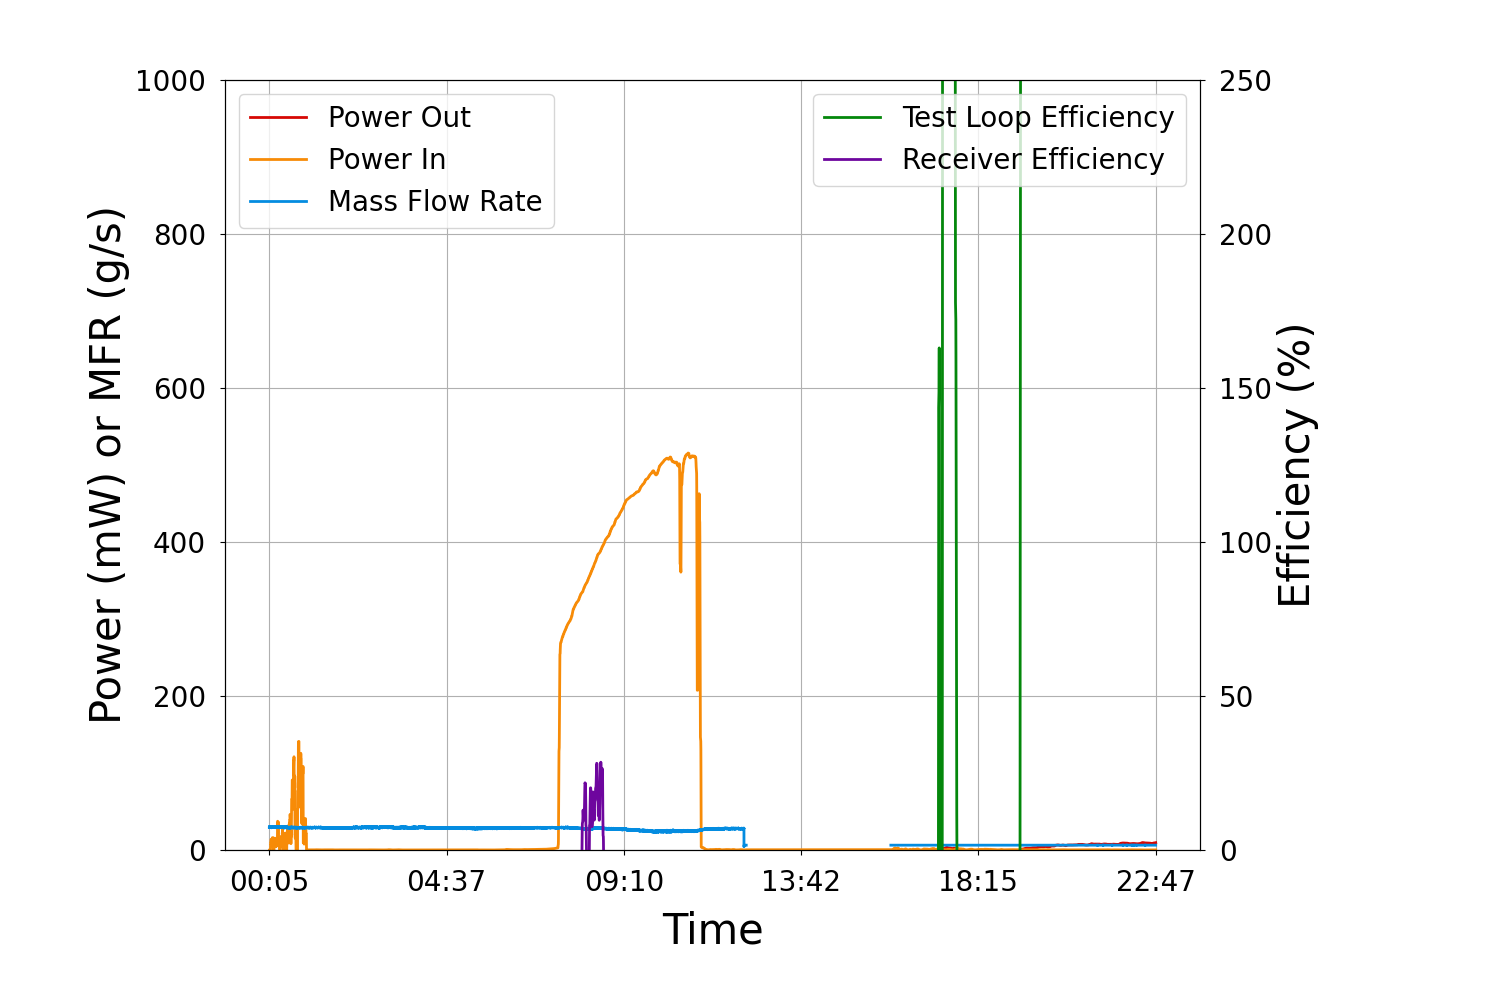 Power (mW) or MFR (g/s)
1000
800
600
400
200
0
Power Out
Power In
Mass Flow Rate
Test Loop Efficiency
Receiver Efficiency
250
200
150
100
50
0
Efficiency (%)
00:05 04:37 09:10 13:42 18:15 22:47
Time